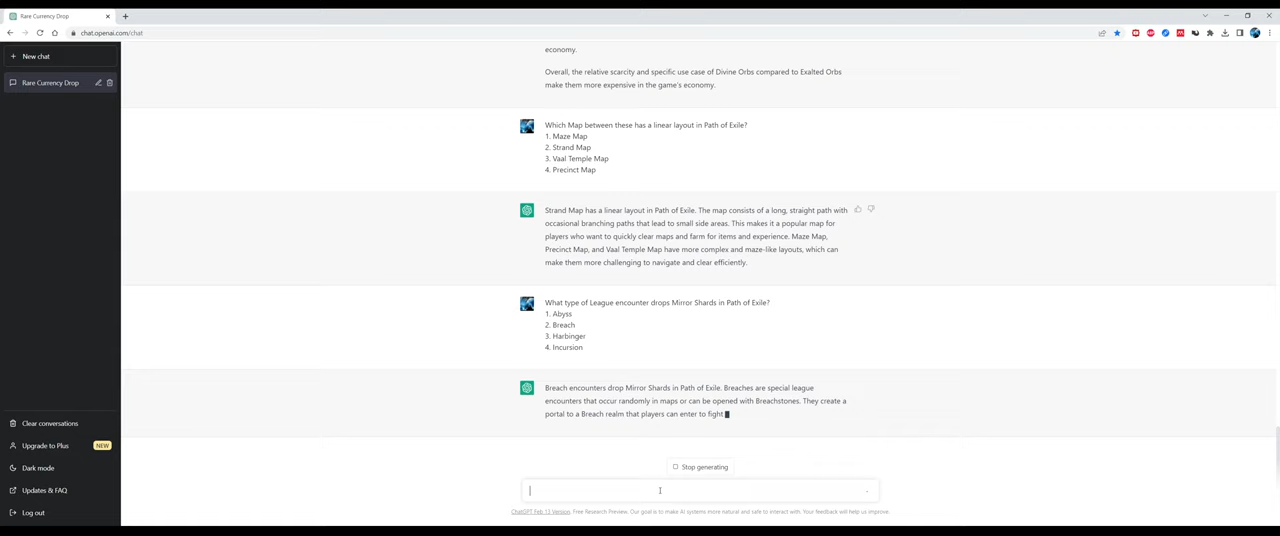 Rare Currency Drop
chat.openai.com/chat
New chat
Rare Currency Drop
economy.
Overall, the relative scarcity and specific use case of Divine Orbs compared to Exalted Orbs
make them more expensive in the game's economy.
Which Map between these has a linear layout in Path of Exile?
1. Maze Map
2. Strand Map
3. Vaal Temple Map
4. Precinct Map
Strand Map has a linear layout in Path of Exile. The map consists of a long, straight path with
occasional branching paths that lead to small side areas. This makes it a popular map for
players who want to quickly clear maps and farm for items and experience. Maze Map,
Precinct Map, and Vaal Temple Map have more complex and maze-like layouts, which can
make them more challenging to navigate and clear efficiently.
What type of League encounter drops Mirror Shards in Path of Exile?
1. Abyss
2. Breach
3. Harbinger
4. Incursion
Breach encounters drop Mirror Shards in Path of Exile. Breaches are special league
encounters that occur randomly in maps or can be opened with Breachstones. They create a
portal to a Breach realm that players can enter to fight
Clear conversations
Upgrade to Plus NEW
Dark mode
Updates & FAQ
Log out
Stop generating
ChatGPT Feb 13 Version. Free Research Preview. Our goal is to make AI systems more natural and safe to interact with. Your feedback will help us improve.